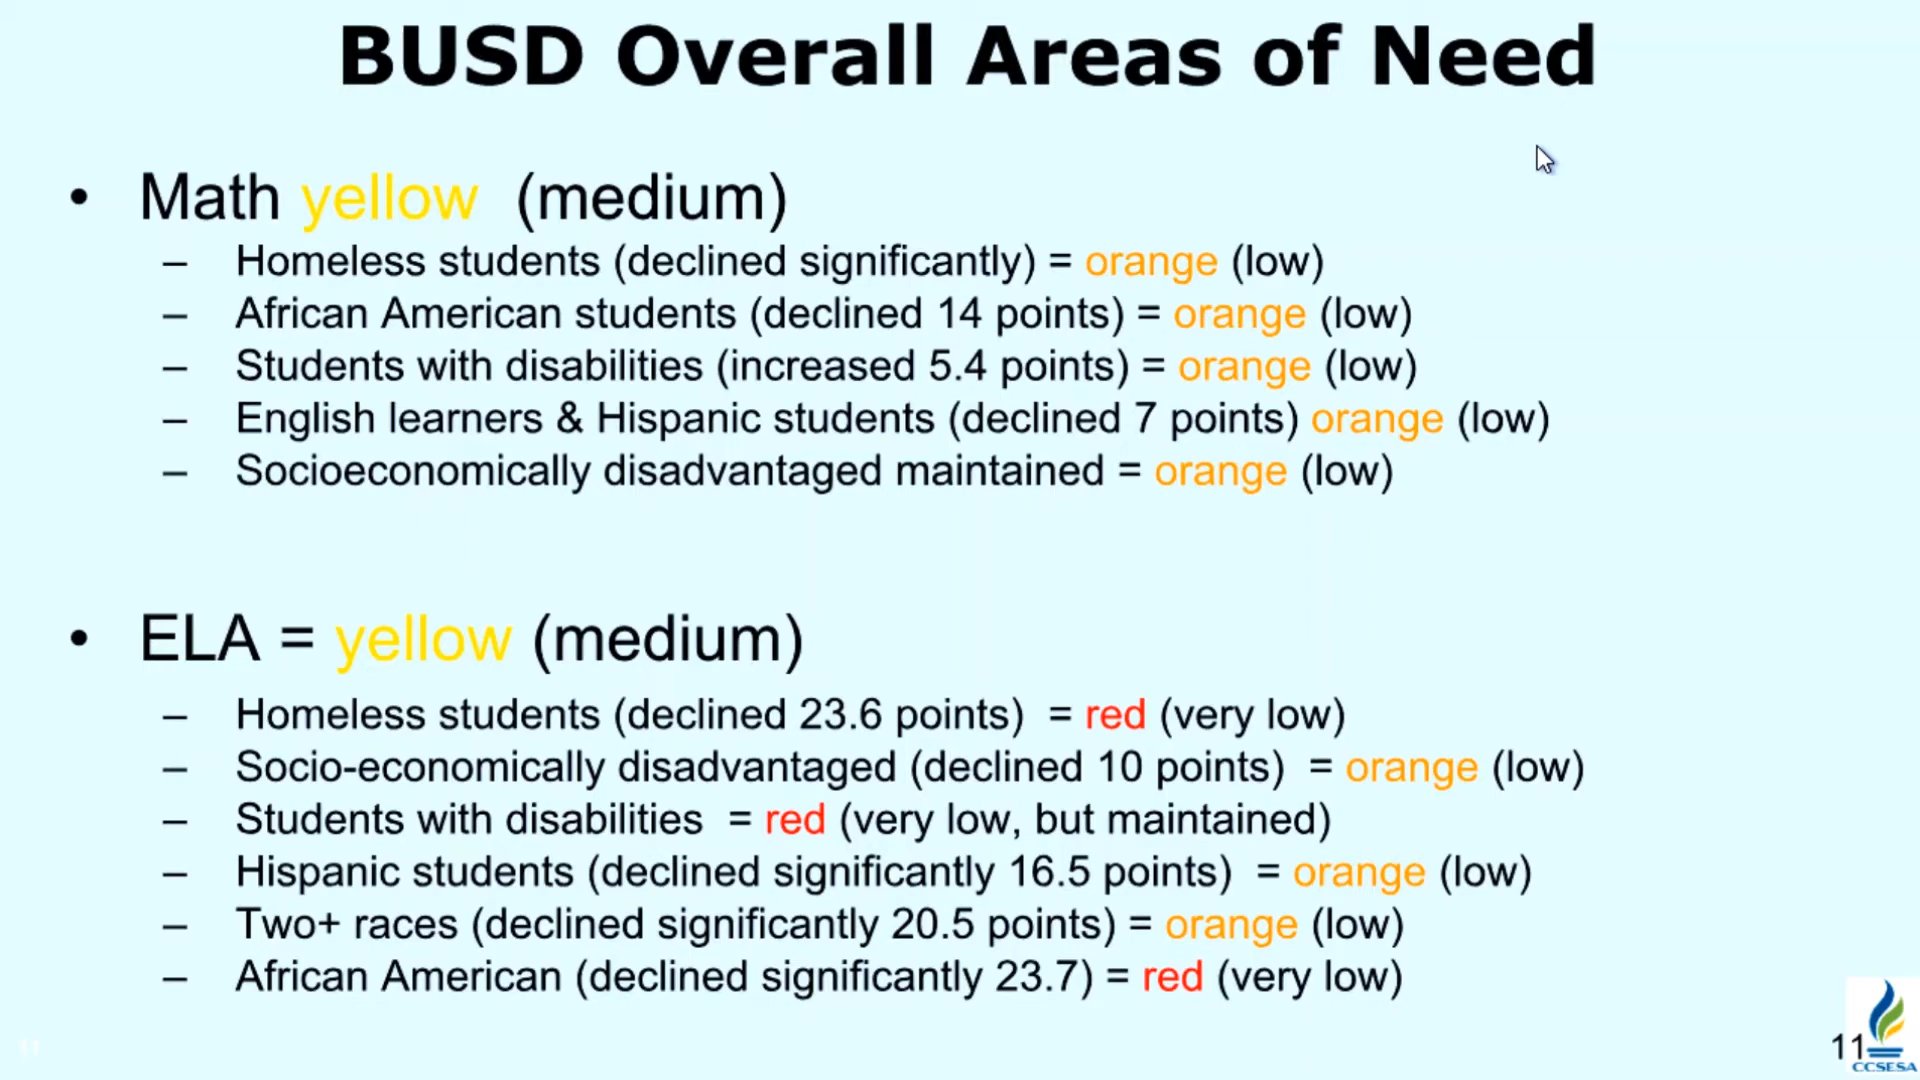 BUSD Overall Areas of Need
• Math yellow (medium)
– Homeless students (declined significantly) = orange (low)
– African American students (declined 14 points) = orange (low)
– Students with disabilities (increased 5.4 points) = orange (low)
– English learners & Hispanic students (declined 7 points) orange (low)
– Socioeconomically disadvantaged maintained = orange (low)
• ELA = yellow (medium)
– Homeless students (declined 23.6 points) = red (very low)
– Socio-economically disadvantaged (declined 10 points) = orange (low)
– Students with disabilities = red (very low, but maintained)
– Hispanic students (declined significantly 16.5 points) = orange (low)
– Two+ races (declined significantly 20.5 points) = orange (low)
– African American (declined significantly 23.7) = red (very low)
11
11
CCSESA